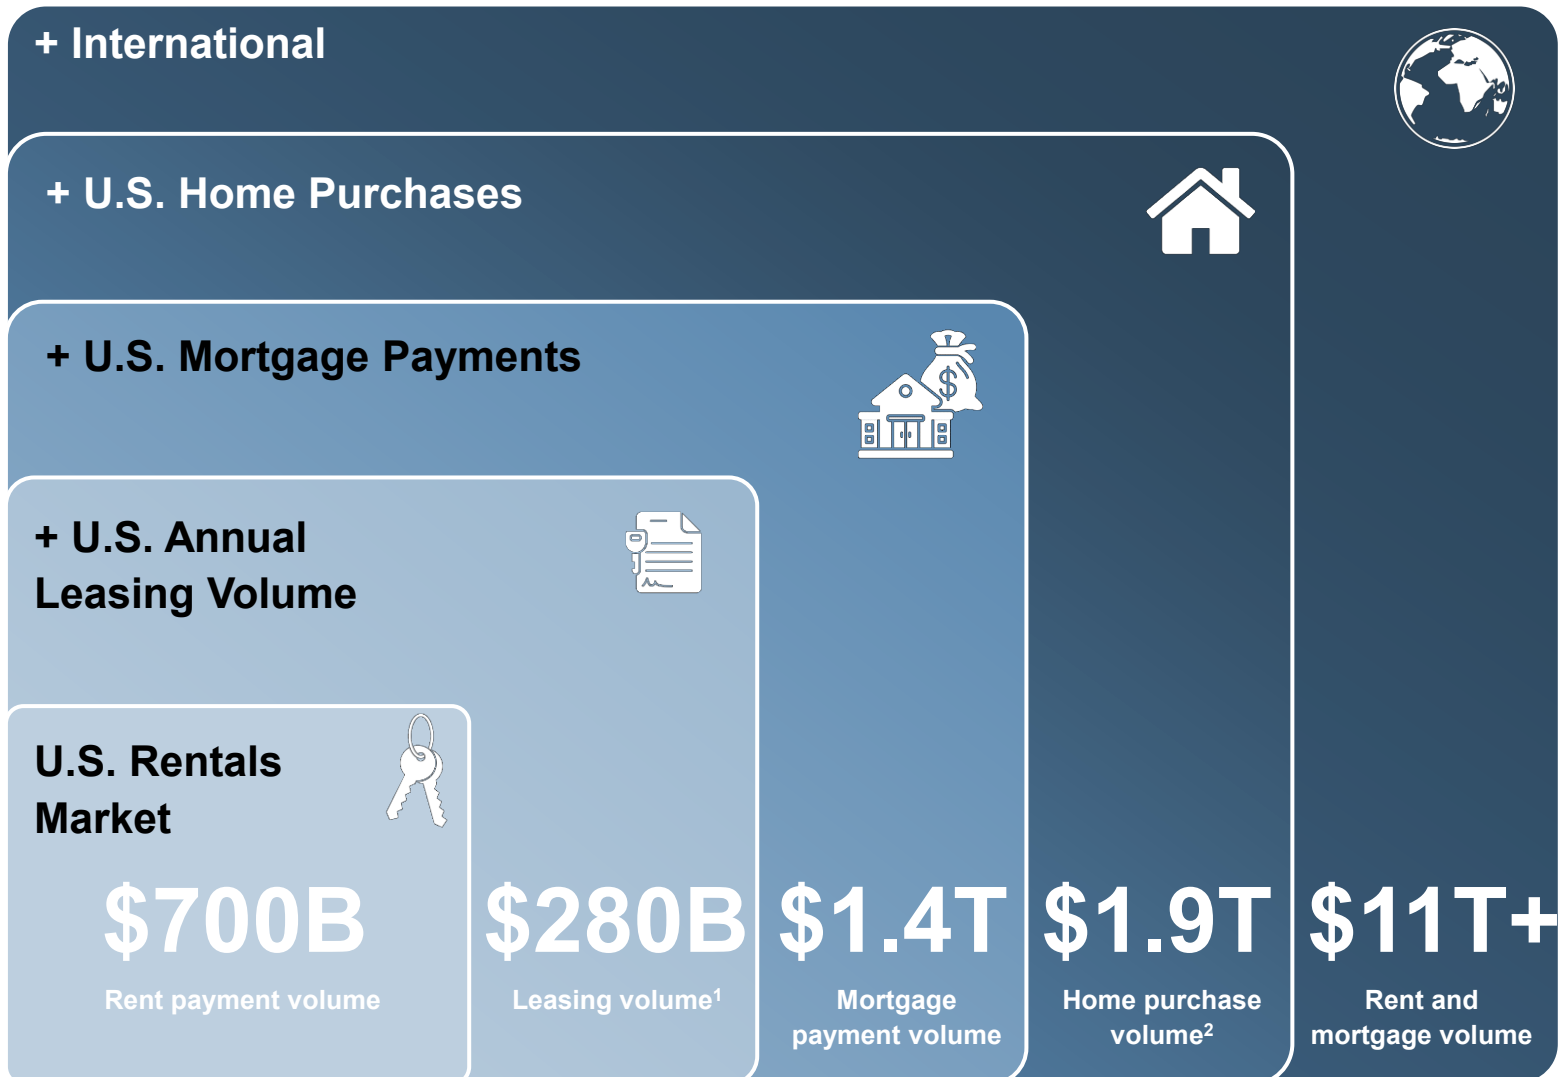 + International
+ U.S. Home Purchases
+ U.S. Mortgage Payments
+ U.S. Annual
Leasing Volume
U.S. Rentals
Market
$700B
Rent payment volume
$280B
Leasing volume¹
$1.4T
Mortgage
payment volume
$1.9T
Home purchase
volume²
$11T+
Rent and
mortgage volume